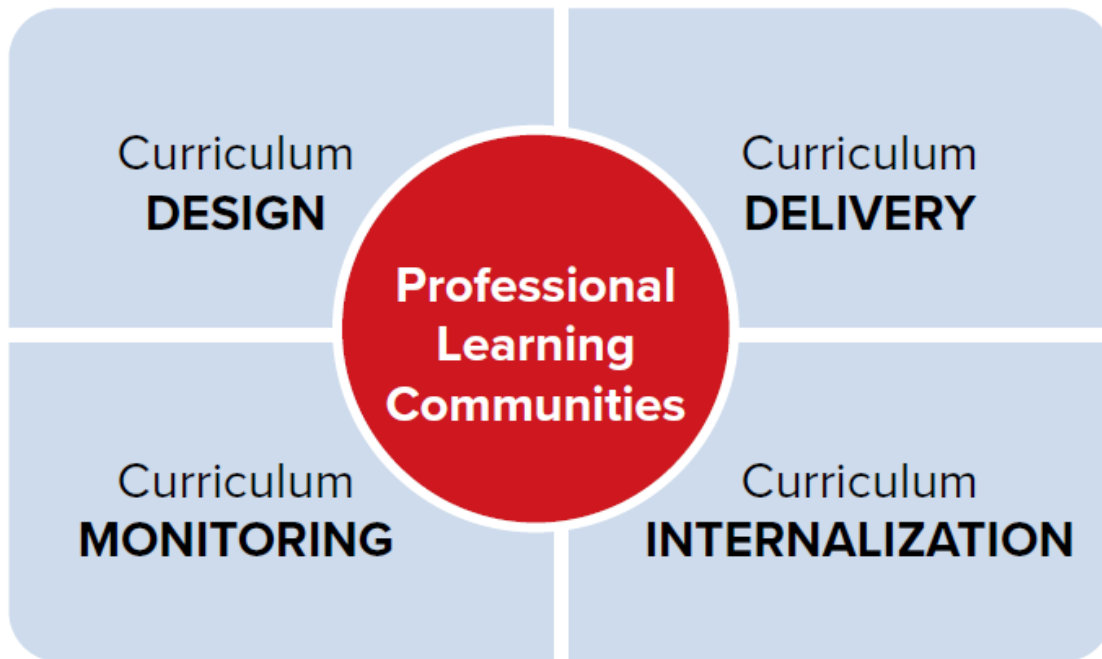 Curriculum
DESIGN
Curriculum
DELIVERY
Professional
Learning
Communities
Curriculum
MONITORING
Curriculum
INTERNALIZATION